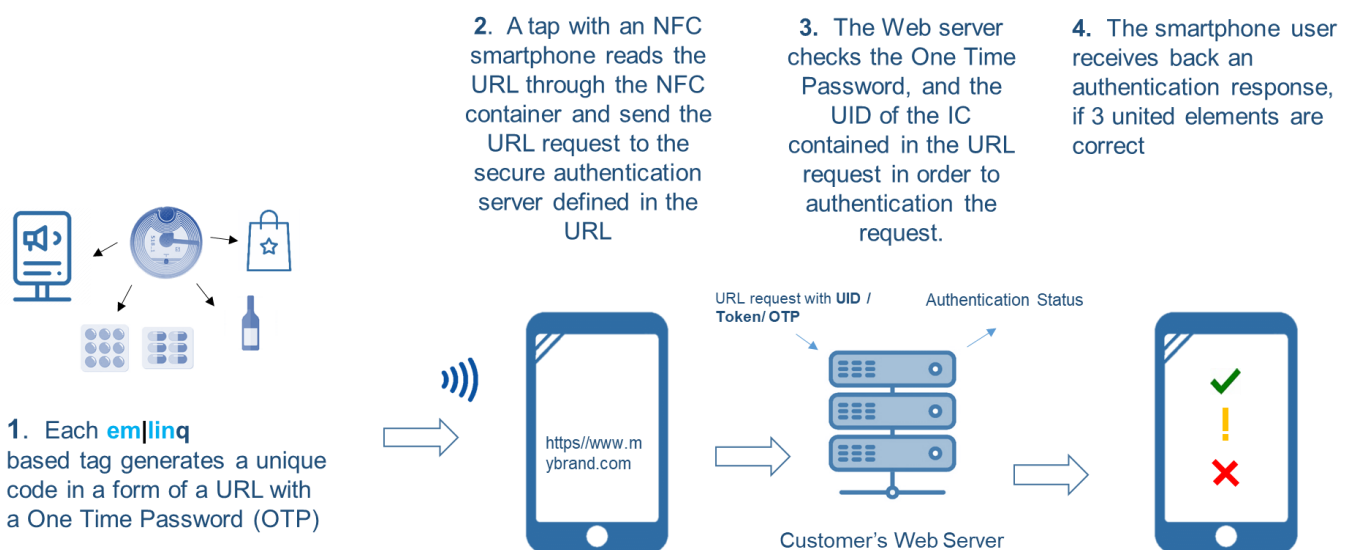 2. A tap with an NFC
smartphone reads the
URL through the NFC
container and send the
URL request to the
secure authentication
server defined in the
URL
3. The Web server
checks the One Time
Password, and the
UID of the IC
contained in the URL
request in order to
authentication the
request.
4. The smartphone user
receives back an
authentication response,
if 3 united elements are
correct
1. Each em|linq
based tag generates a unique
code in a form of a URL with
a One Time Password (OTP)
https//www.m
ybrand.com
URL request with UID /
Token/ OTP
Authentication Status
Customer's Web Server